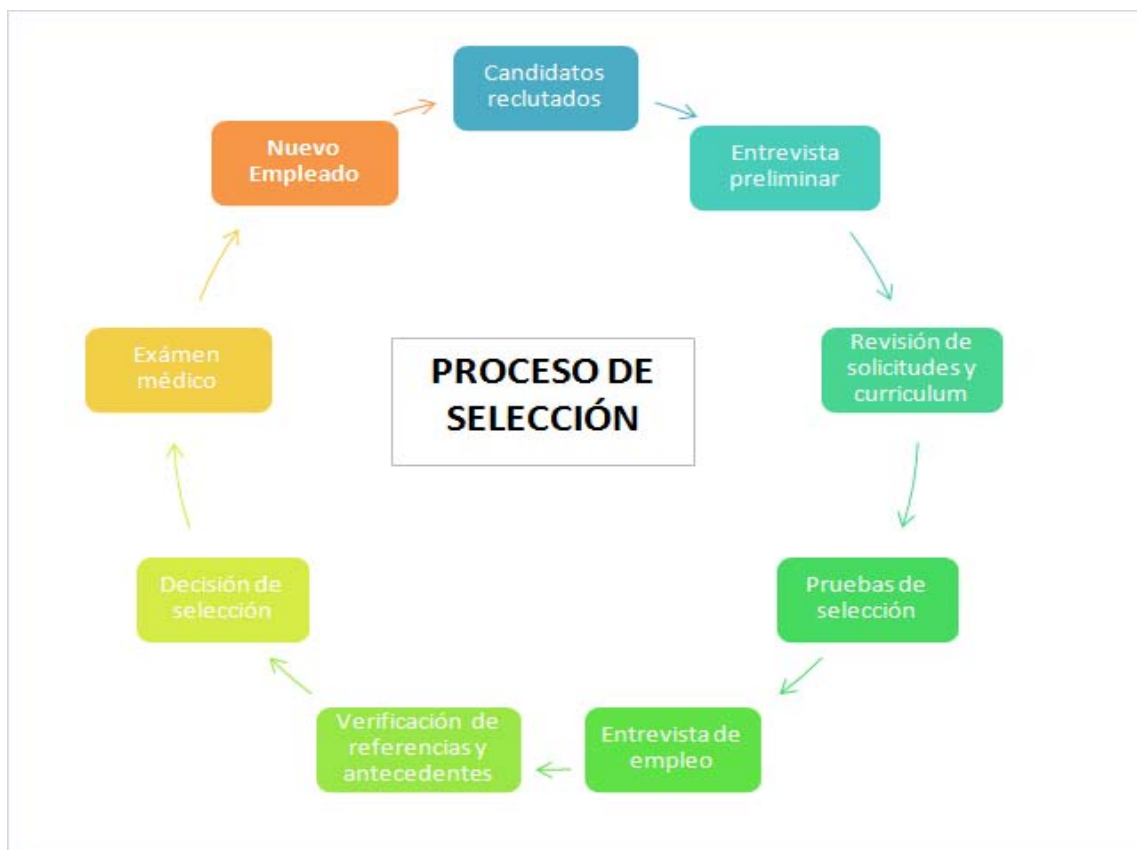 Candidatos
reclutados
Entrevista
preliminar
Revisión de
solicitudes y
curriculum
Pruebas de
selección
Entrevista de
empleo
Verificación de
referencias y
antecedentes
Decisión de
selección
Exámen
médico
Nuevo
Empleado
PROCESO DE
SELECCIÓN